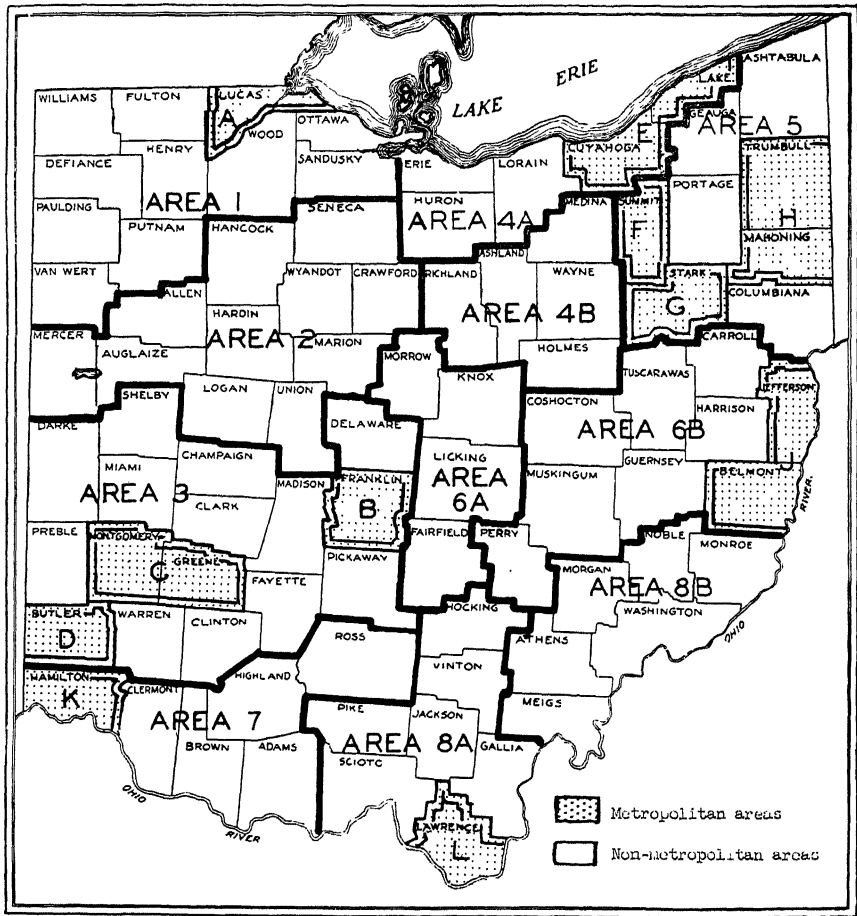 ASHTABULA
LAKE
ERIE
LAKE
LUCAS
WILLIAMS
FULTON
A
GEAUGA
OTTAWA
E
AREA 5
WOOD
HENRY
CUYAHOGA
TRUMBULL
DEFIANCE
SANDUSKY
ERIE
LORAIN
PORTAGE
HURON
MEDINA
SUMMIT
PAULDING
AREA 1
SENECA
H
PUTNAM
HANCOCK
AREA 4A
F
MAHONING
ASHLAND
VAN WERT
WYANDOT
CRAWFORD
RICHLAND
WAYNE
STARK
ALLEN
COLUMBIANA
G
HARDIN
AREA 4B
MERCER
AREA 2
MARION
CARROLL
AUGLAIZE
MORROW
HOLMES
KNOX
TUSCARAWAS
JEFFERSON
LOGAN
UNION
SHELBY
COSHOCTON
HARRISON
DARKE
DELAWARE
AREA 6B
CHAMPAIGN
LICKING
GUERNSEY
J
MIAMI
MADISON
FRANKLIN
AREA
6A
MUSKINGUM
BELMONT
AREA 3
CLARK
B
RIVER.
PREBLE
MONTGOMERY
FAIRFIELD
PERRY
NOBLE
MONROE
C
GREENE
PICKAWAY
MORGAN
FAYETTE
AREA 8B
BUTLER
WARREN
CLINTON
HOCKING
WASHINGTON
D
ROSS
ATHENS
OHIO
HAMILTON
CLERMONT
HIGHLAND
VINTON
K
AREA 7
PIKE
JACKSON
MEIGS
BROWN
ADAMS
AREA 8A
GALLIA
SCIOTO
OHIO
RIVER
LAWRENCE
L
Metropolitan areas
Non-metropolitan areas